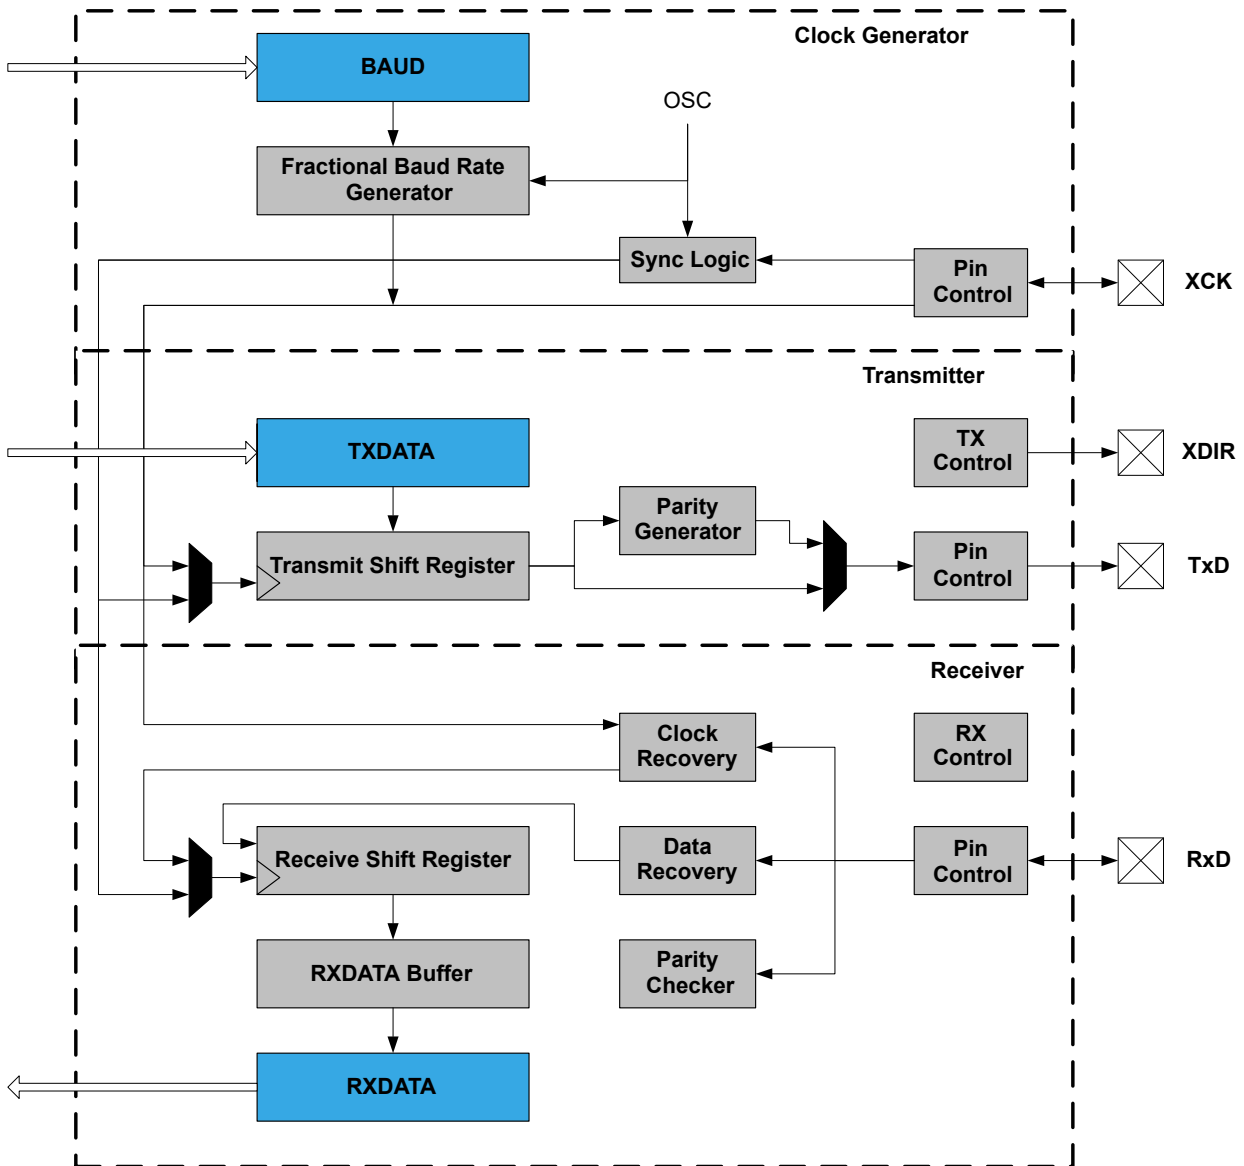 Clock Generator
BAUD
OSC
Fractional Baud Rate
Generator
Sync Logic
Pin
Control
XCK
Transmitter
TXDATA
TX
Control
XDIR
Parity
Generator
Transmit Shift Register
Pin
Control
TxD
Receiver
Clock
Recovery
RX
Control
Receive Shift Register
Data
Recovery
Pin
Control
RxD
RXDATA Buffer
Parity
Checker
RXDATA